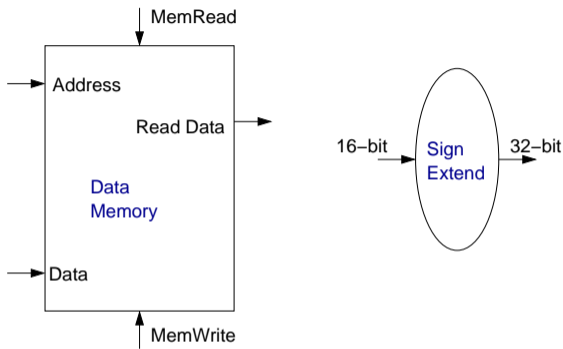 MemRead
Address
Read Data
Data
Memory
Data
MemWrite
16−bit
Sign
Extend
32−bit